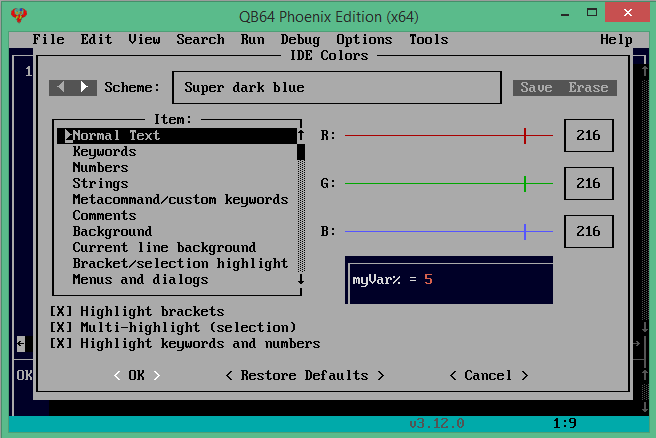 QB64 Phoenix Edition (x64)
File Edit View Search Run Debug Options Tools Help
IDE Colors
1
Scheme: Super dark blue Save Erase
Item:
Normal Text
Keywords
Numbers
Strings
Metacommand/custom keywords
Comments
Background
Current line background
Bracket/selection highlight
Menus and dialogs
R: 216
G: 216
B: 216
myVar% = 5
[X] Highlight brackets
[X] Multi-highlight (selection)
[X] Highlight keywords and numbers
OK
< OK > < Restore Defaults > < Cancel >
v3.12.0 1:9